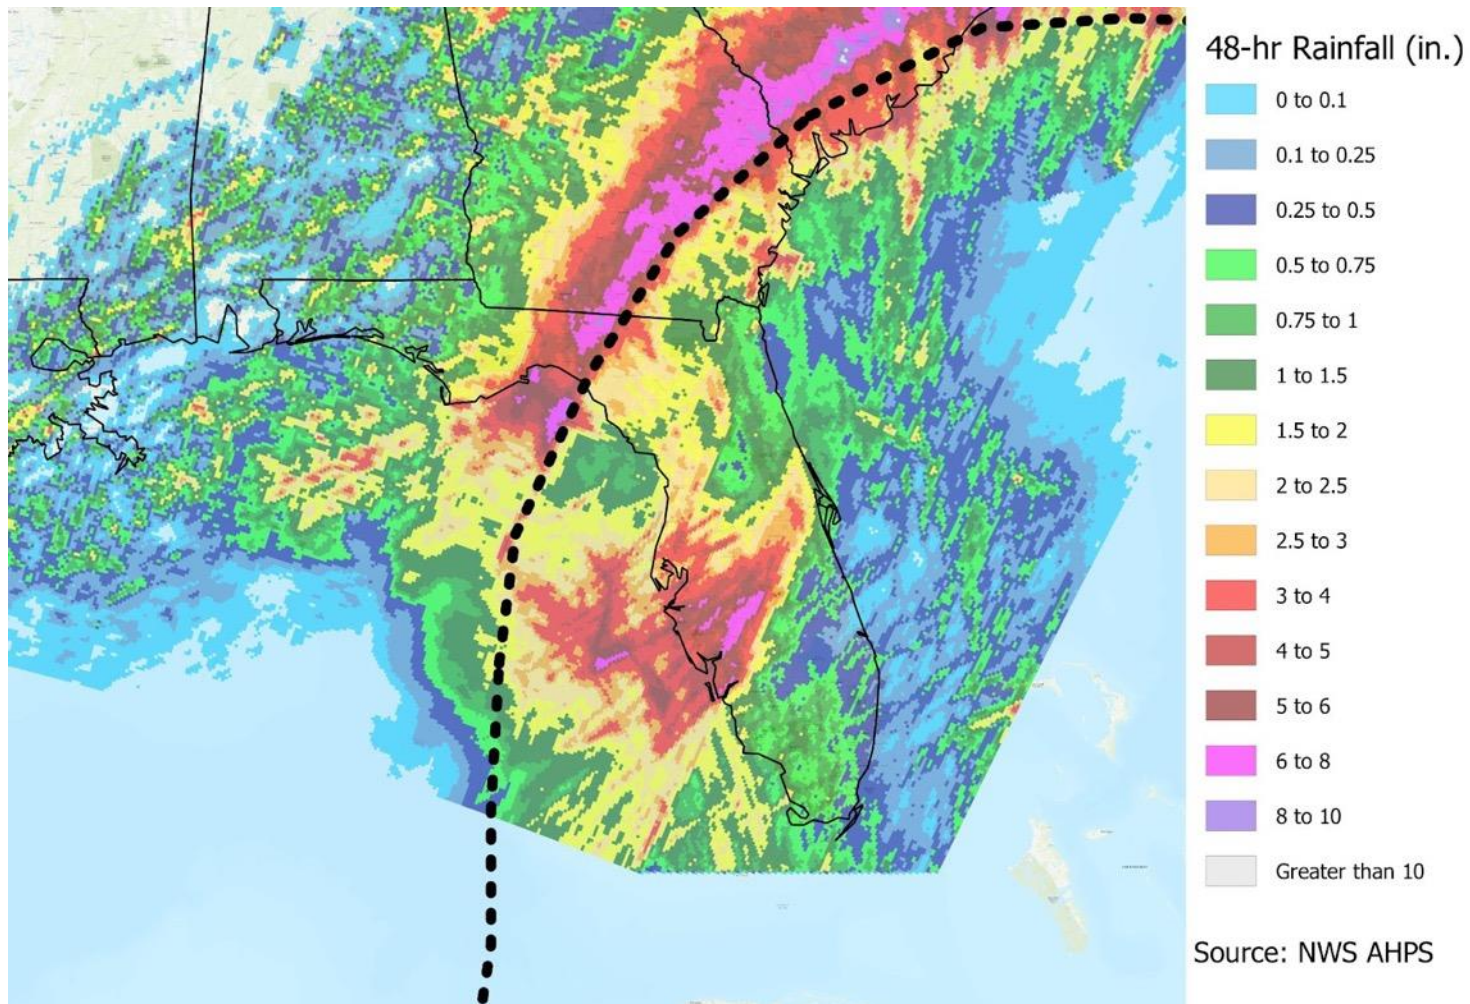 48-hr Rainfall (in.)
0 to 0.1
0.1 to 0.25
0.25 to 0.5
0.5 to 0.75
0.75 to 1
1 to 1.5
1.5 to 2
2 to 2.5
2.5 to 3
3 to 4
4 to 5
5 to 6
6 to 8
8 to 10
Greater than 10
Source: NWS AHPS